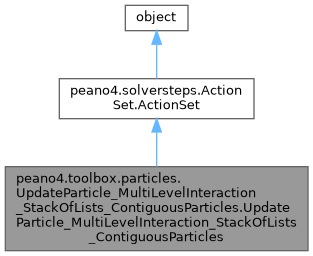 object
peano4.solversteps.Action
Set.ActionSet
peano4.toolbox.particles.
UpdateParticle_MultiLevelInteraction
_StackOfLists_ContiguousParticles.Update
Particle_MultiLevelInteraction_StackOfLists
_ContiguousParticles